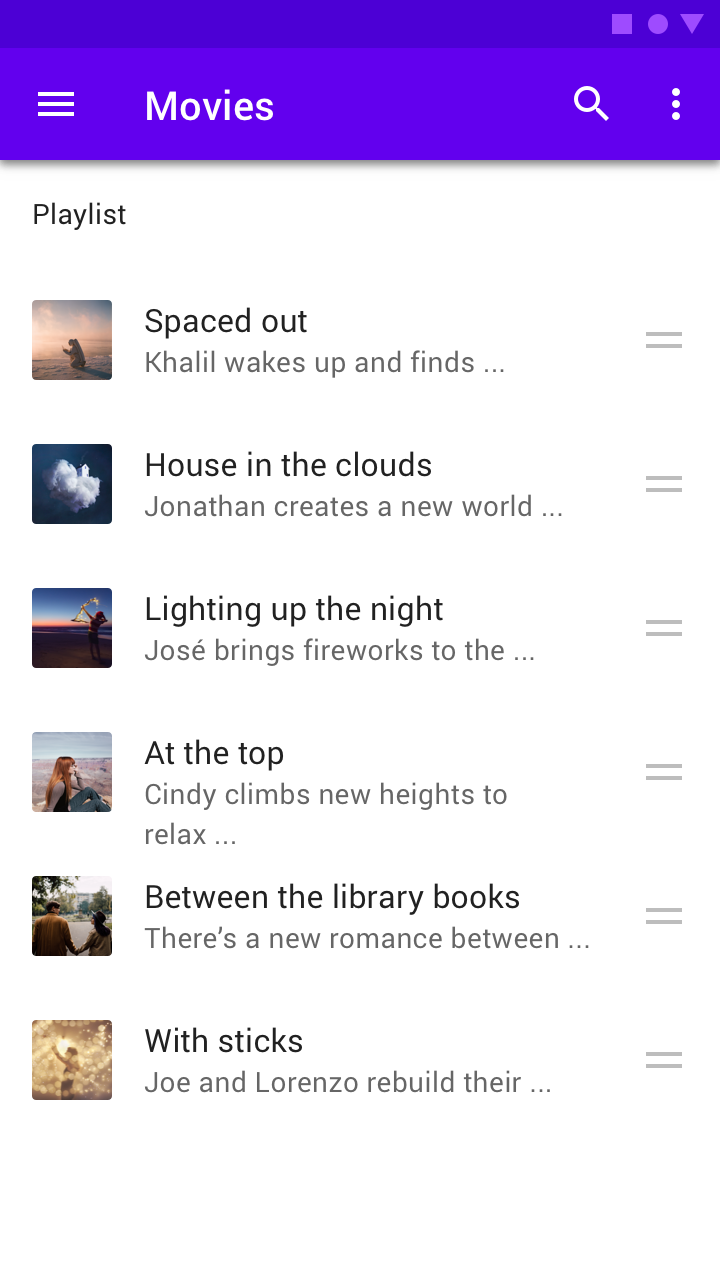 Movies
Playlist
Spaced out
Khalil wakes up and finds ...
House in the clouds
Jonathan creates a new world ...
Lighting up the night
José brings fireworks to the ...
At the top
Cindy climbs new heights to
relax ...
Between the library books
There’s a new romance between ...
With sticks
Joe and Lorenzo rebuild their ...